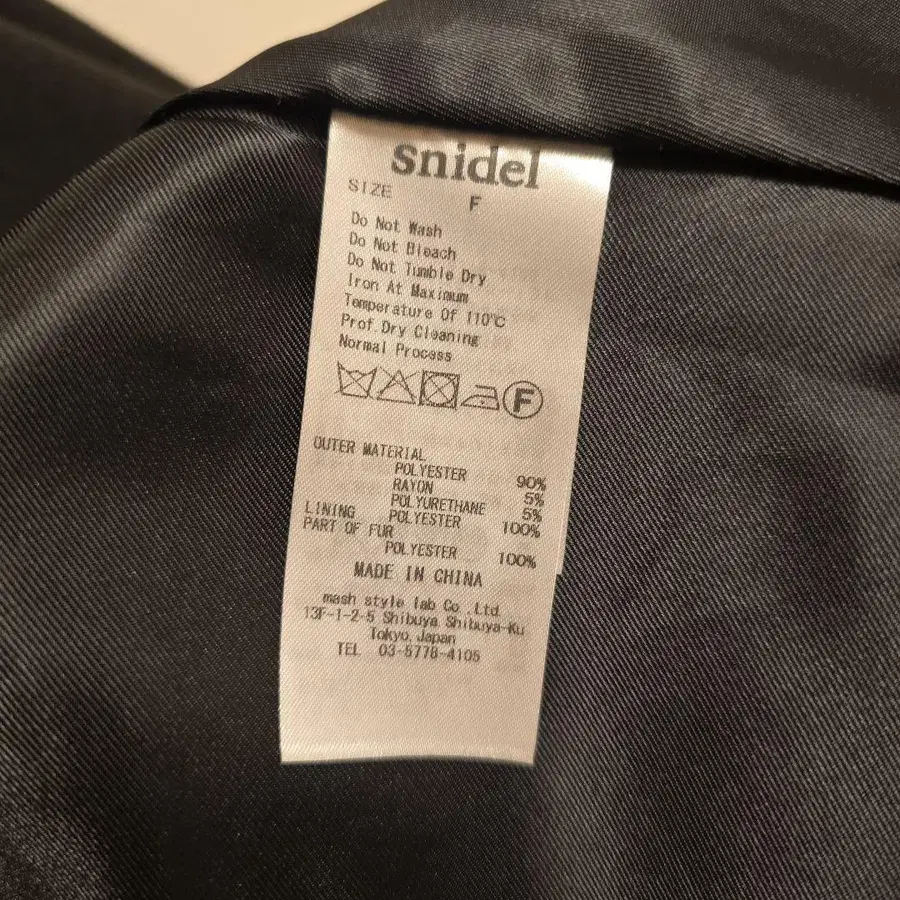 snidel
SIZE
F
Do Not Wash
Do Not Bleach
Do Not Tumble Dry
Iron At Maximum
Temperature Of 110℃
Prof.Dry Cleaning
Normal Process
F
OUTER MATERIAL
POLYESTER 90%
RAYON 5%
POLYURETHANE 5%
LINING POLYESTER 100%
PART OF FUR
POLYESTER 100%
MADE IN CHINA
mash style lab Co.,Ltd.
13F-1-2-5 Shibuya Shibuya-Ku
Tokyo, Japan
TEL 03-5778-4105